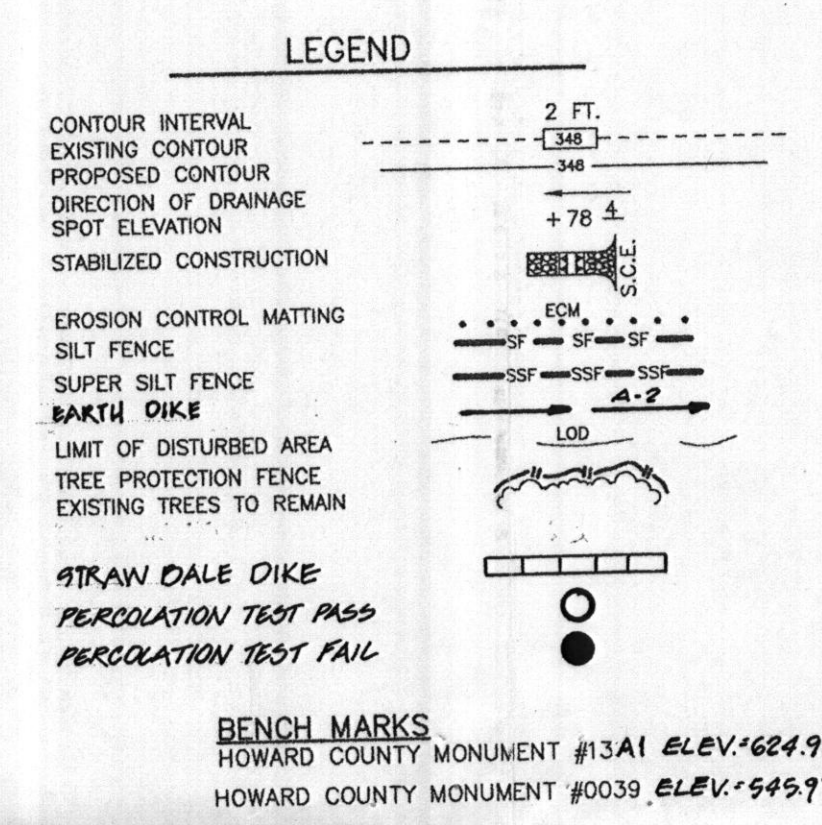 LEGEND
CONTOUR INTERVAL 2 FT.
EXISTING CONTOUR 348
PROPOSED CONTOUR 348
DIRECTION OF DRAINAGE
SPOT ELEVATION +78 4
STABILIZED CONSTRUCTION S.C.E.
EROSION CONTROL MATTING ECM
SILT FENCE SF SF SF
SUPER SILT FENCE SSF SSF SSF
EARTH DIKE A-2
LIMIT OF DISTURBED AREA LOD
TREE PROTECTION FENCE
EXISTING TREES TO REMAIN
STRAW BALE DIKE
PERCOLATION TEST PASS
PERCOLATION TEST FAIL
BENCH MARKS
HOWARD COUNTY MONUMENT #13A1 ELEV.=624.9
HOWARD COUNTY MONUMENT #0039 ELEV.=545.9